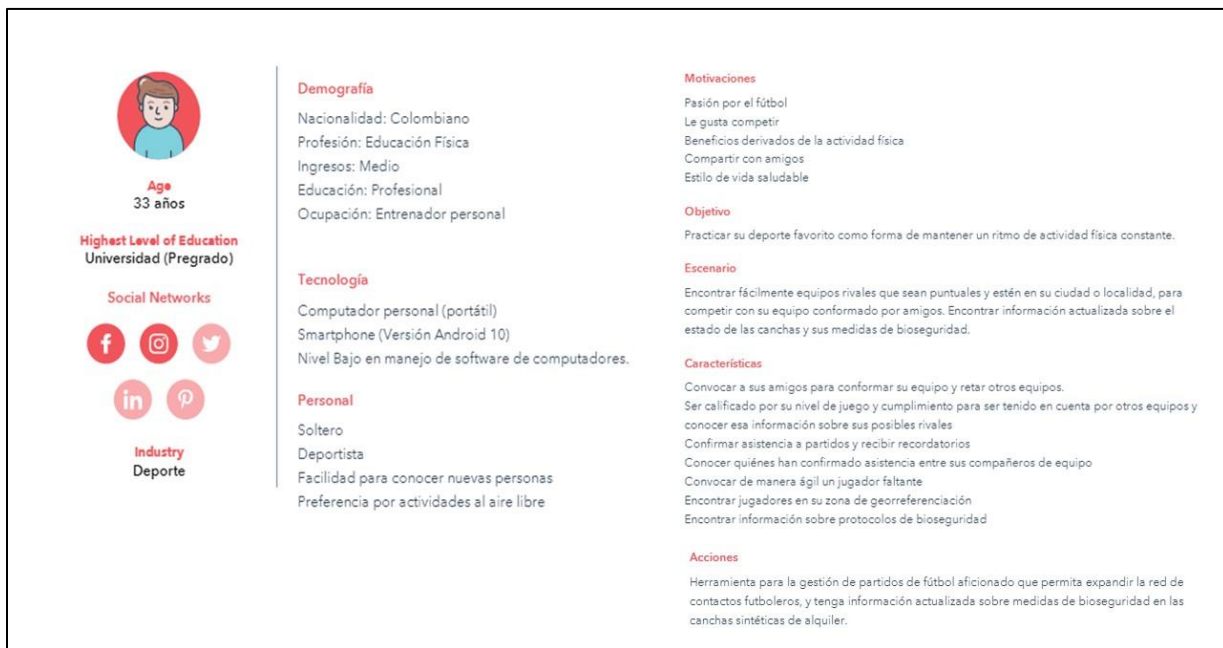 Age
33 años
Highest Level of Education
Universidad (Pregrado)
Social Networks
f
in
Industry
Deporte
Demografía
Nacionalidad: Colombiano
Profesión: Educación Física
Ingresos: Medio
Educación: Profesional
Ocupación: Entrenador personal
Tecnología
Computador personal (portátil)
Smartphone (Versión Android 10)
Nivel Bajo en manejo de software de computadores.
Personal
Soltero
Deportista
Facilidad para conocer nuevas personas
Preferencia por actividades al aire libre
Motivaciones
Pasión por el fútbol
Le gusta competir
Beneficios derivados de la actividad física
Compartir con amigos
Estilo de vida saludable
Objetivo
Practicar su deporte favorito como forma de mantener un ritmo de actividad física constante.
Escenario
Encontrar fácilmente equipos rivales que sean puntuales y estén en su ciudad o localidad, para
competir con su equipo conformado por amigos. Encontrar información actualizada sobre el
estado de las canchas y sus medidas de bioseguridad.
Características
Convocar a sus amigos para conformar su equipo y retar otros equipos.
Ser calificado por su nivel de juego y cumplimiento para ser tenido en cuenta por otros equipos y
conocer esa información sobre sus posibles rivales
Confirmar asistencia a partidos y recibir recordatorios
Conocer quiénes han confirmado asistencia entre sus compañeros de equipo
Convocar de manera ágil un jugador faltante
Encontrar jugadores en su zona de georreferenciación
Encontrar información sobre protocolos de bioseguridad
Acciones
Herramienta para la gestión de partidos de fútbol aficionado que permita expandir la red de
contactos futboleros, y tenga información actualizada sobre medidas de bioseguridad en las
canchas sintéticas de alquiler.